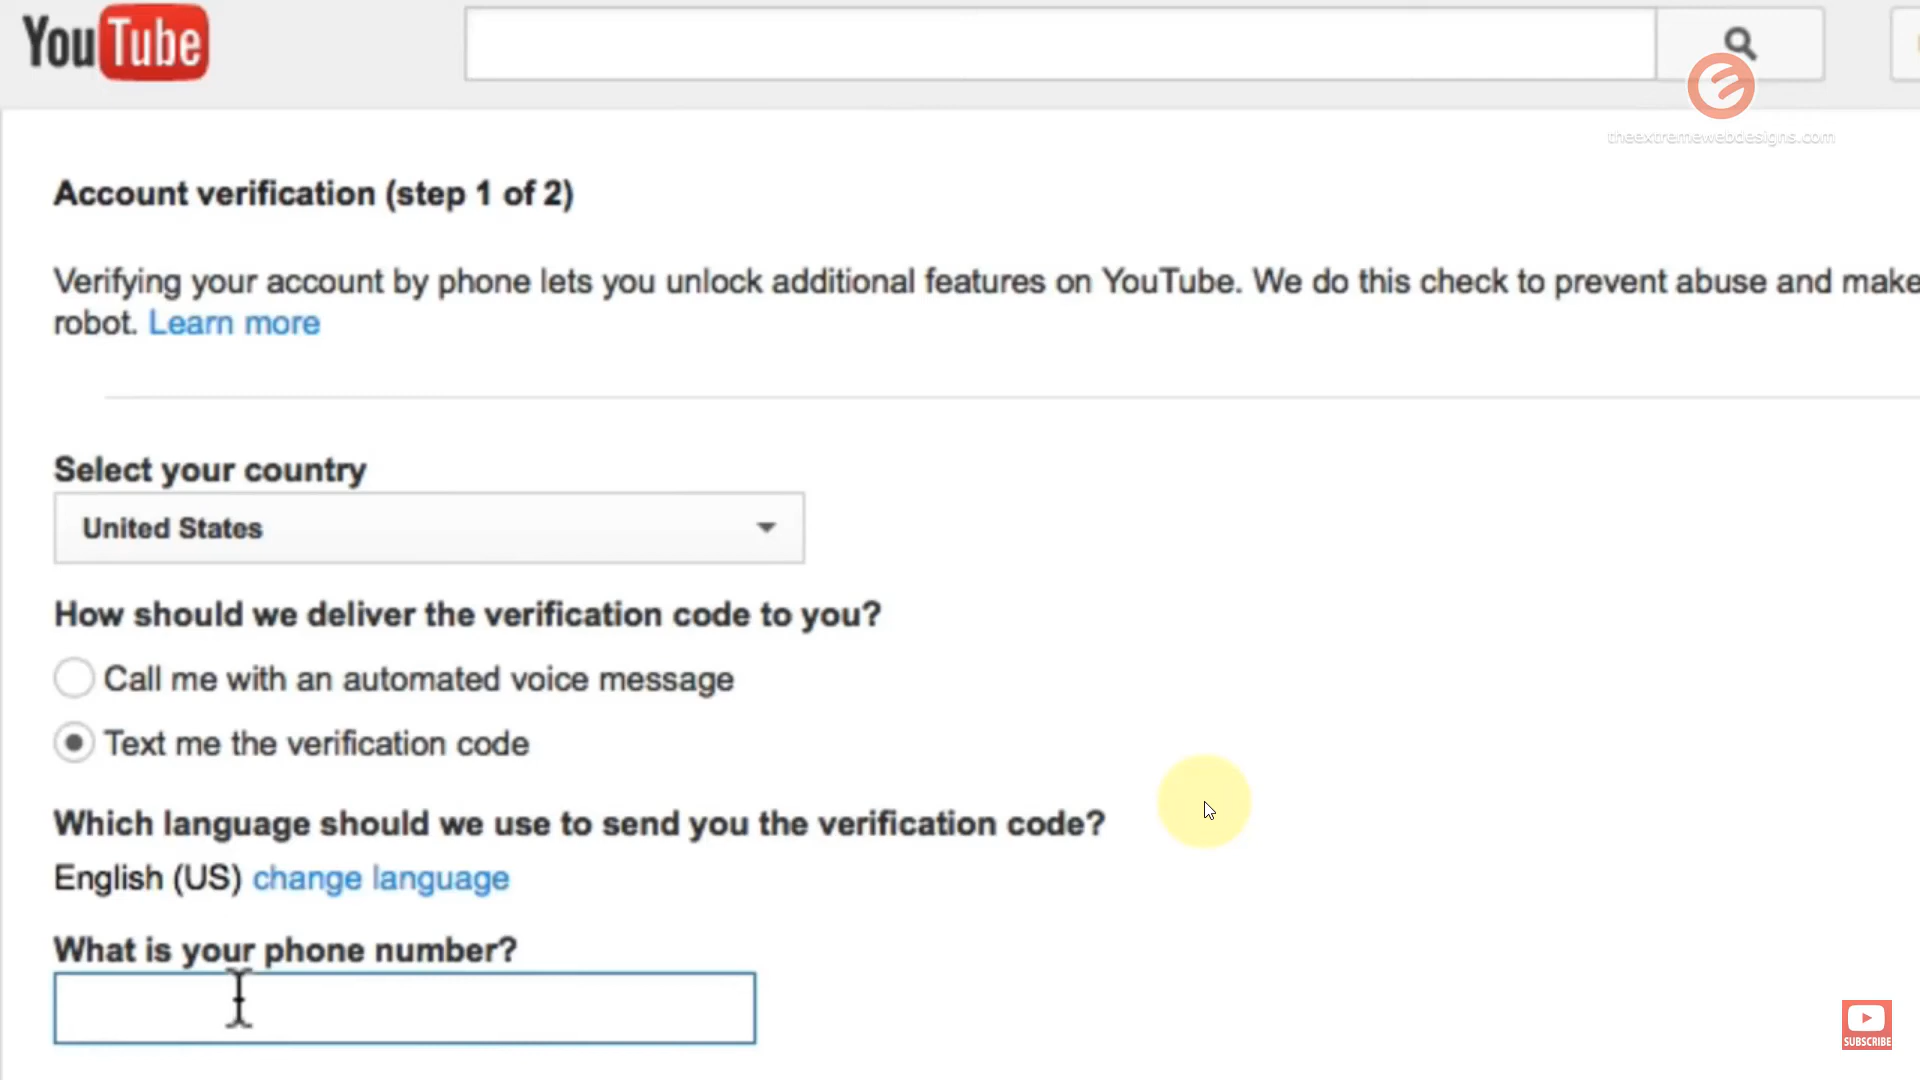 YouTube
theextremewebdesigns.com
Account verification (step 1 of 2)
Verifying your account by phone lets you unlock additional features on YouTube. We do this check to prevent abuse and make
robot. Learn more
Select your country
United States
How should we deliver the verification code to you?
Call me with an automated voice message
Text me the verification code
Which language should we use to send you the verification code?
English (US) change language
What is your phone number?
SUBSCRIBE